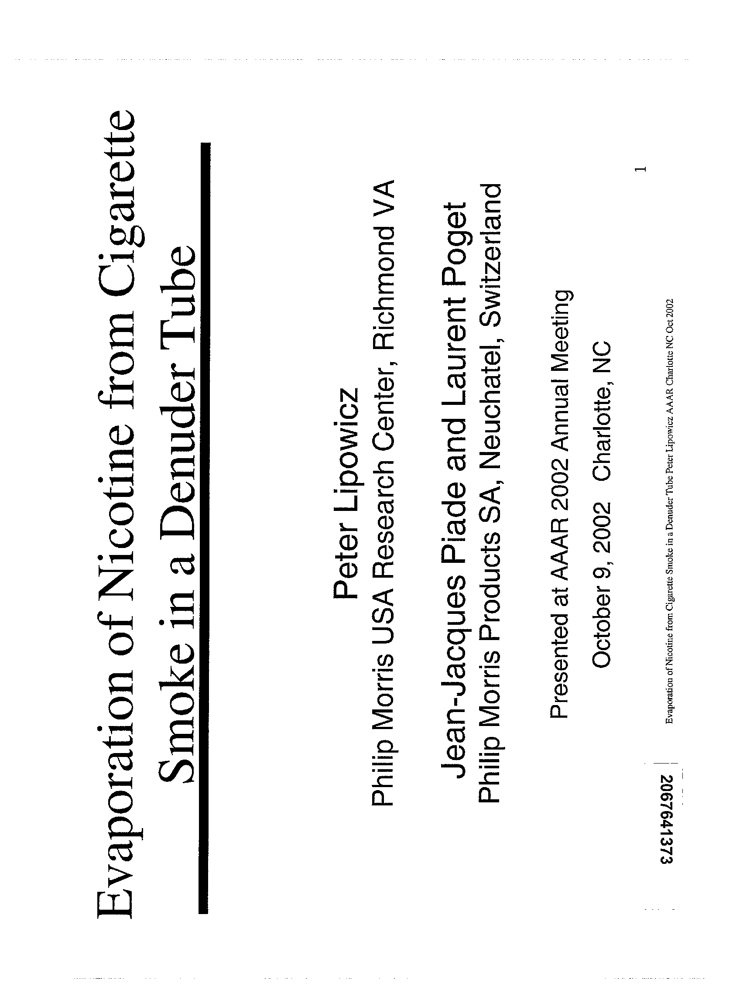 Evaporation of Nicotine from Cigarette
Smoke in a Denuder Tube
Peter Lipowicz
Philip Morris USA Research Center, Richmond VA
Jean-Jacques Piade and Laurent Poget
Philip Morris Products SA, Neuchatel, Switzerland
Presented at AAAR 2002 Annual Meeting
October 9, 2002 Charlotte, NC
1
Evaporation of Nicotine from Cigarette Smoke in a Denuder Tube Peter Lipowicz AAAR Charlotte NC Oct 2002
2067641373